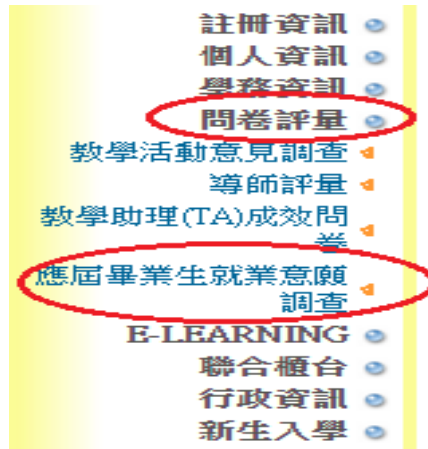 註冊資訊
個人資訊
學務資訊
問卷評量
教學活動意見調查
導師評量
教學助理(TA)成效問
卷
應屆畢業生就業意願
調查
E-LEARNING
聯合櫃台
行政資訊
新生入學